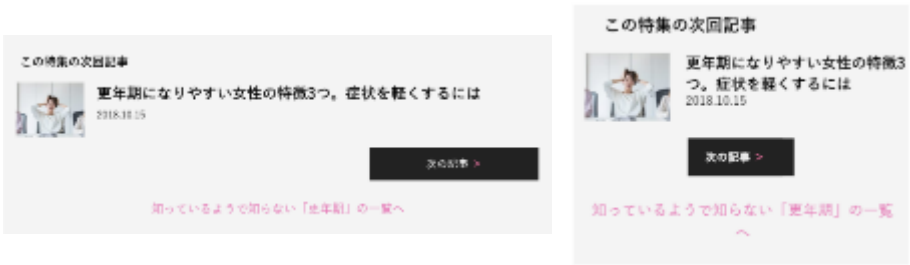 この特集の次回記事
更年期になりやすい女性の特徴3つ。症状を軽くするには
2018.10.15
次の記事 >
知っているようで知らない「更年期」の一覧へ
この特集の次回記事
更年期になりやすい女性の特徴3
つ。症状を軽くするには
2018.10.15
次の記事 >
知っているようで知らない「更年期」の一覧
へ